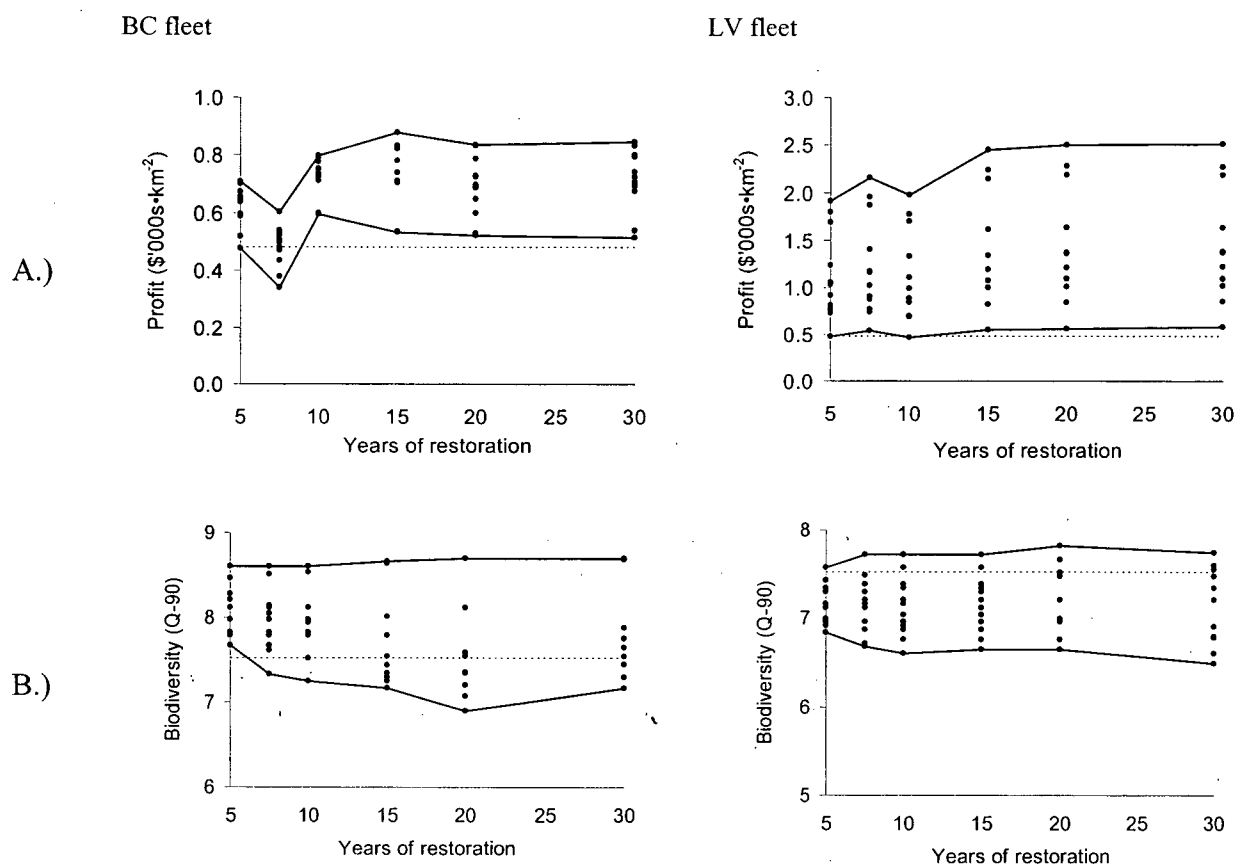 BC fleet
LV fleet
A.)
Profit ($'000s•km-2)
1.0
0.8
0.6
0.4
0.2
0.0
5 10 15 20 25 30
Years of restoration
Profit ($'000s•km-2)
3.0
2.5
2.0
1.5
1.0
0.5
0.0
5 10 15 20 25 30
Years of restoration
B.)
Biodiversity (Q-90)
9
8
7
6
5 10 15 20 25 30
Years of restoration
Biodiversity (Q-90)
8
7
6
5
5 10 15 20 25 30
Years of restoration